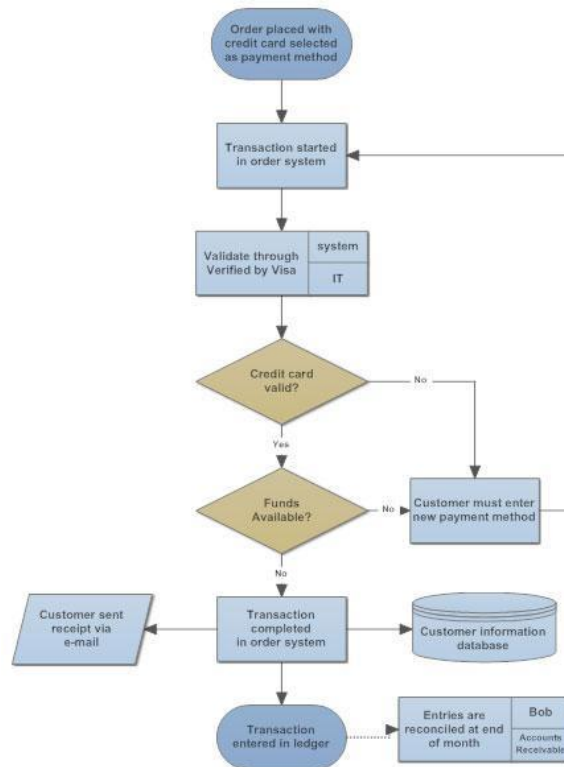 Order placed with
credit card selected
as payment method
Transaction started
in order system
Validate through
Verified by Visa
system
IT
Credit card
valid?
No
Yes
Funds
Available?
No
Customer must enter
new payment method
No
Customer sent
receipt via
e-mail
Transaction
completed
in order system
Customer information
database
Transaction
entered in ledger
Entries are
reconciled at end
of month
Bob
Accounts
Receivable